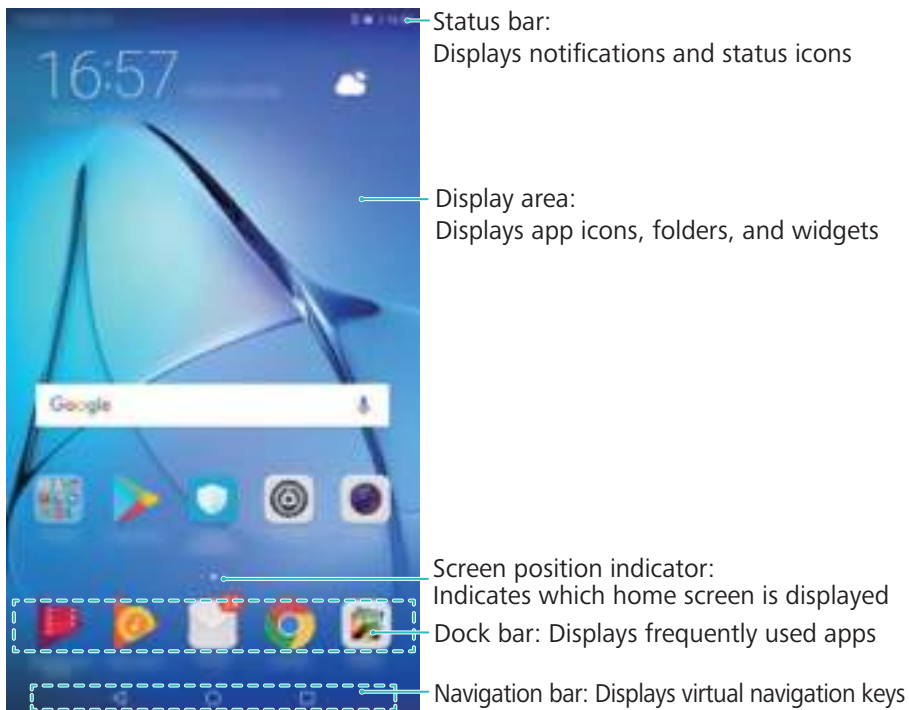 Status bar:
Displays notifications and status icons
16:57
Display area:
Displays app icons, folders, and widgets
Google
Screen position indicator:
Indicates which home screen is displayed
Dock bar: Displays frequently used apps
Navigation bar: Displays virtual navigation keys